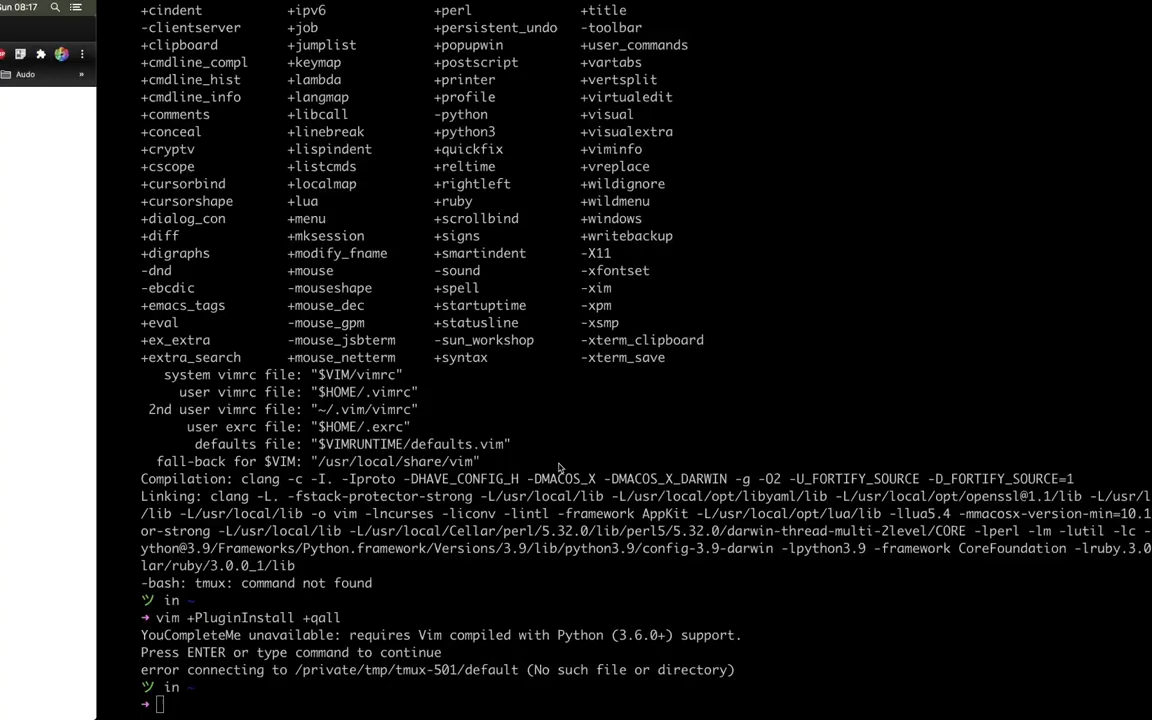 Sun 08:17
Audo
»
+cindent +ipv6 +perl +title
-clientserver +job +persistent_undo -toolbar
+clipboard +jumplist +popupwin +user_commands
+cmdline_compl +keymap +postscript +vartabs
+cmdline_hist +lambda +printer +vertsplit
+cmdline_info +langmap +profile +virtualedit
+comments +libcall -python +visual
+conceal +linebreak +python3 +visualextra
+cryptv +lispindent +quickfix +viminfo
+cscope +listcmds +reltime +vreplace
+cursorbind +localmap +rightleft +wildignore
+cursorshape +lua +ruby +wildmenu
+dialog_con +menu +scrollbind +windows
+diff +mksession +signs +writebackup
+digraphs +modify_fname +smartindent -X11
-dnd +mouse -sound -xfontset
-ebcdic -mouseshape +spell -xim
+emacs_tags +mouse_dec +startuptime -xpm
+eval -mouse_gpm +statusline -xsmp
+ex_extra -mouse_jsbterm -sun_workshop -xterm_clipboard
+extra_search +mouse_netterm +syntax -xterm_save
system vimrc file: "$VIM/vimrc"
user vimrc file: "$HOME/.vimrc"
2nd user vimrc file: "~/.vim/vimrc"
user exrc file: "$HOME/.exrc"
defaults file: "$VIMRUNTIME/defaults.vim"
fall-back for $VIM: "/usr/local/share/vim"
Compilation: clang -c -I. -Iproto -DHAVE_CONFIG_H -DMACOS_X -DMACOS_X_DARWIN -g -O2 -U_FORTIFY_SOURCE -D_FORTIFY_SOURCE=1
Linking: clang -L. -fstack-protector-strong -L/usr/local/lib -L/usr/local/opt/libyaml/lib -L/usr/local/opt/openssl@1.1/lib -L/usr/l
/lib -L/usr/local/lib -o vim -lncurses -liconv -lintl -framework AppKit -L/usr/local/opt/lua/lib -llua5.4 -mmacosx-version-min=10.1
or-strong -L/usr/local/lib -L/usr/local/Cellar/perl/5.32.0/lib/perl5/5.32.0/darwin-thread-multi-2level/CORE -lperl -lm -lutil -lc -
ython@3.9/Frameworks/Python.framework/Versions/3.9/lib/python3.9/config-3.9-darwin -lpython3.9 -framework CoreFoundation -lruby.3.0
lar/ruby/3.0.0_1/lib
-bash: tmux: command not found
ツ in ~
➜ vim +PluginInstall +qall
YouCompleteMe unavailable: requires Vim compiled with Python (3.6.0+) support.
Press ENTER or type command to continue
error connecting to /private/tmp/tmux-501/default (No such file or directory)
ツ in ~
➜